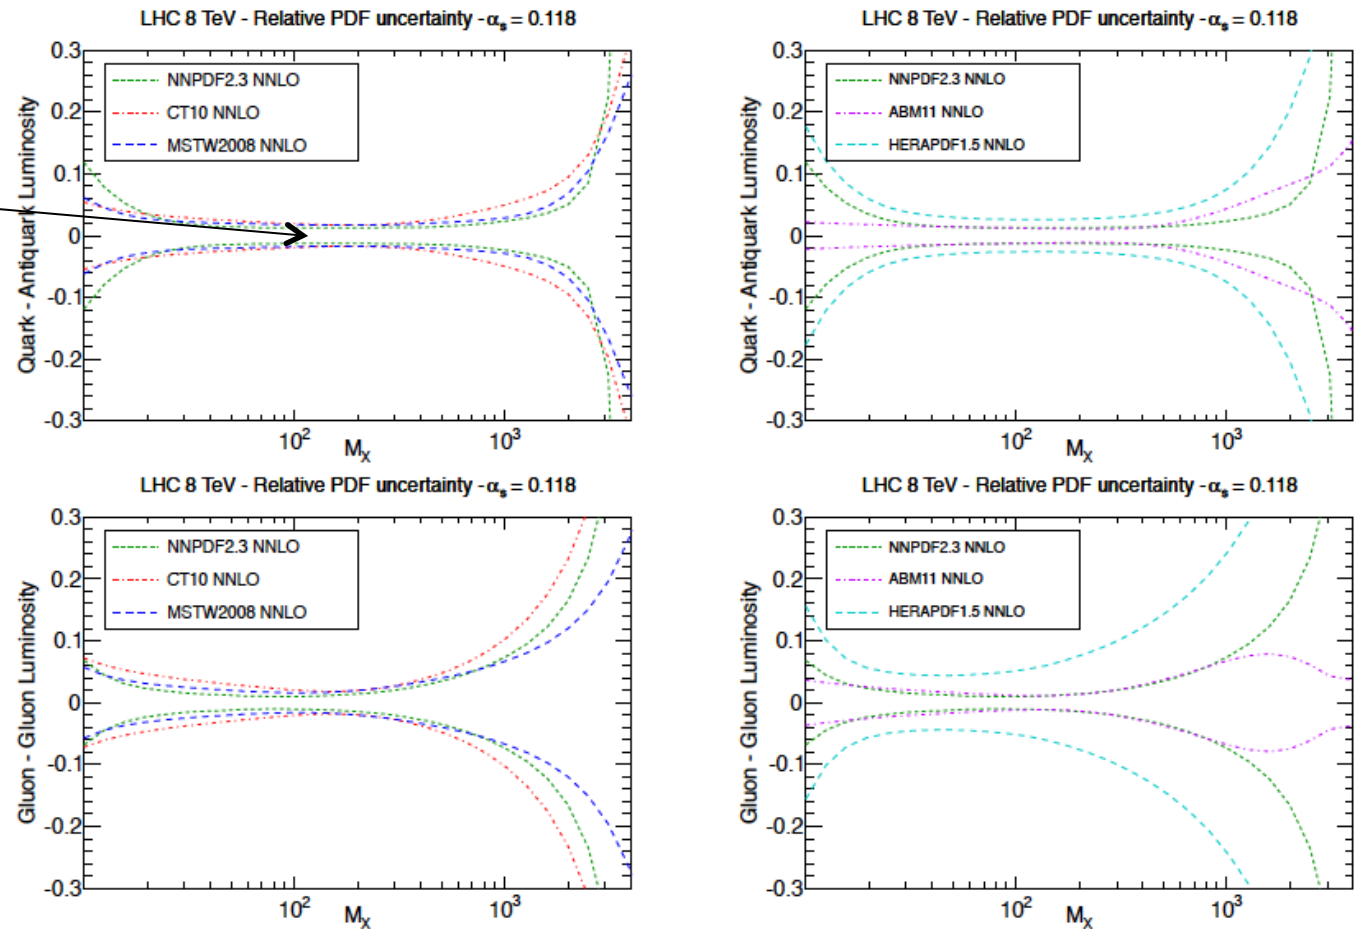 LHC 8 TeV - Relative PDF uncertainty - αs = 0.118
Quark - Antiquark Luminosity
0.3
0.2
0.1
0
-0.1
-0.2
-0.3
NNPDF2.3 NNLO
CT10 NNLO
MSTW2008 NNLO
10²
10³
MX
LHC 8 TeV - Relative PDF uncertainty - αs = 0.118
Quark - Antiquark Luminosity
0.3
0.2
0.1
0
-0.1
-0.2
-0.3
NNPDF2.3 NNLO
ABM11 NNLO
HERAPDF1.5 NNLO
10²
10³
MX
LHC 8 TeV - Relative PDF uncertainty - αs = 0.118
Gluon - Gluon Luminosity
0.3
0.2
0.1
0
-0.1
-0.2
-0.3
NNPDF2.3 NNLO
CT10 NNLO
MSTW2008 NNLO
10²
10³
MX
LHC 8 TeV - Relative PDF uncertainty - αs = 0.118
Gluon - Gluon Luminosity
0.3
0.2
0.1
0
-0.1
-0.2
-0.3
NNPDF2.3 NNLO
ABM11 NNLO
HERAPDF1.5 NNLO
10²
10³
MX